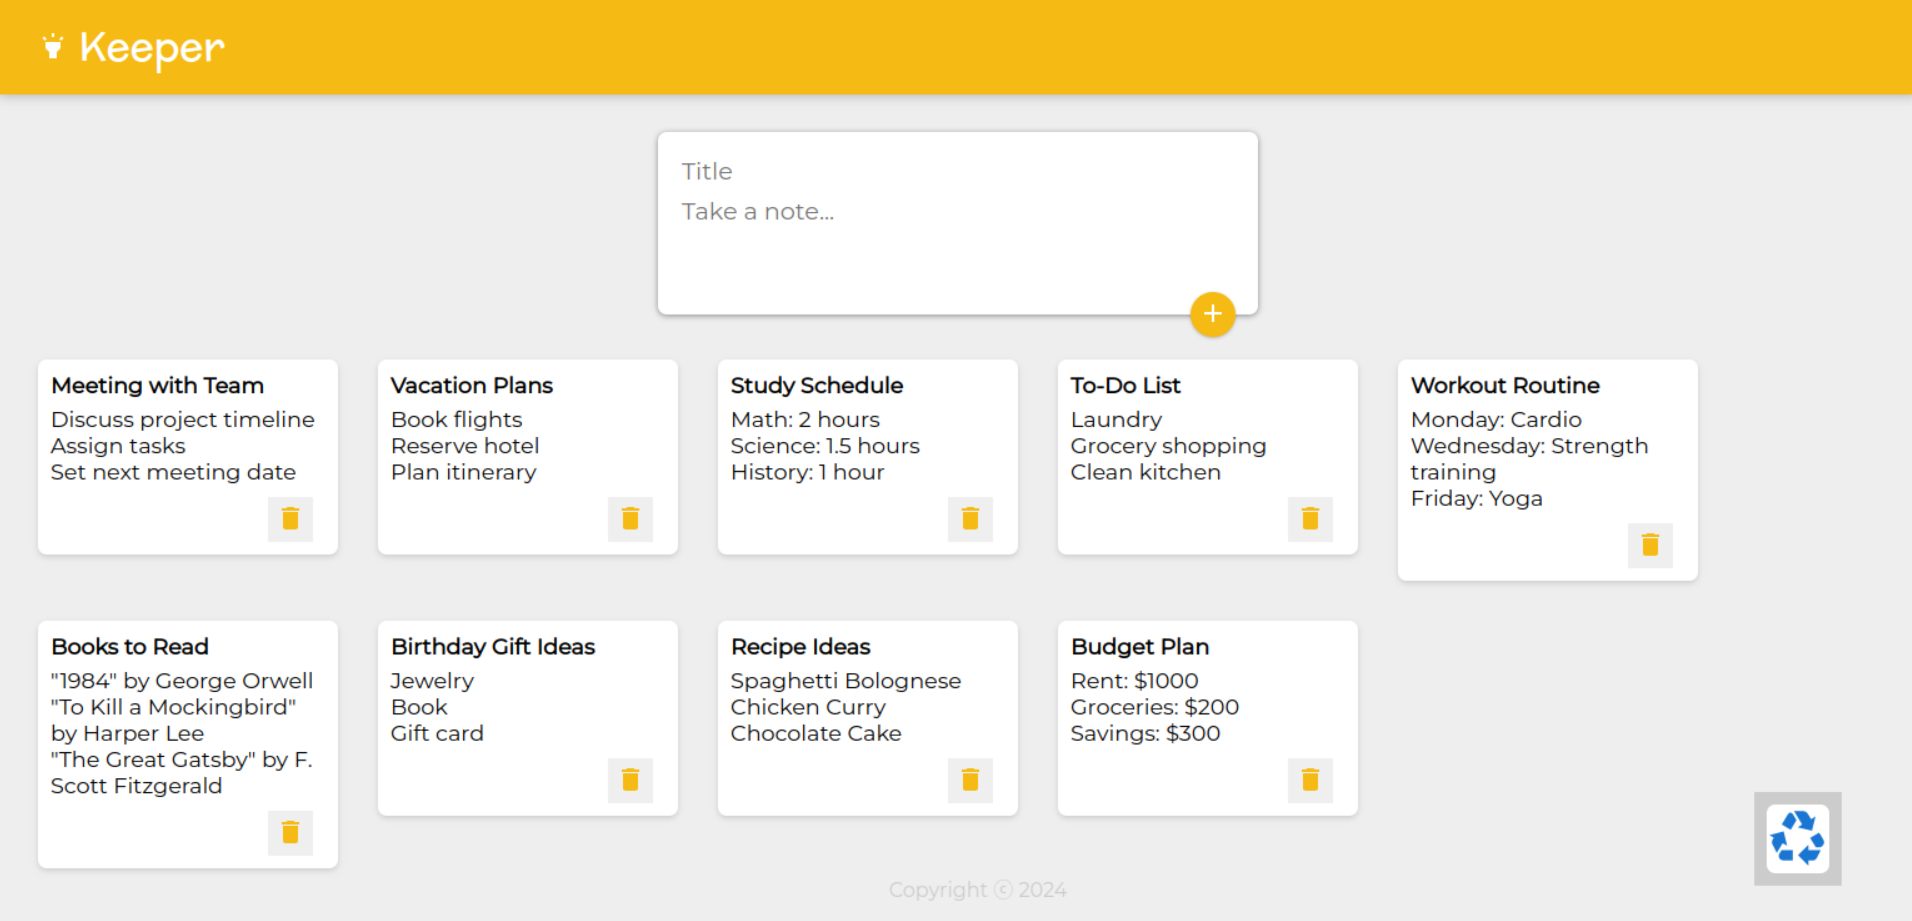 Keeper
Title
Take a note...
+
Meeting with Team
Discuss project timeline
Assign tasks
Set next meeting date
Vacation Plans
Book flights
Reserve hotel
Plan itinerary
Study Schedule
Math: 2 hours
Science: 1.5 hours
History: 1 hour
To-Do List
Laundry
Grocery shopping
Clean kitchen
Workout Routine
Monday: Cardio
Wednesday: Strength
training
Friday: Yoga
Books to Read
"1984" by George Orwell
"To Kill a Mockingbird"
by Harper Lee
"The Great Gatsby" by F.
Scott Fitzgerald
Birthday Gift Ideas
Jewelry
Book
Gift card
Recipe Ideas
Spaghetti Bolognese
Chicken Curry
Chocolate Cake
Budget Plan
Rent: $1000
Groceries: $200
Savings: $300
Copyright ⓒ 2024